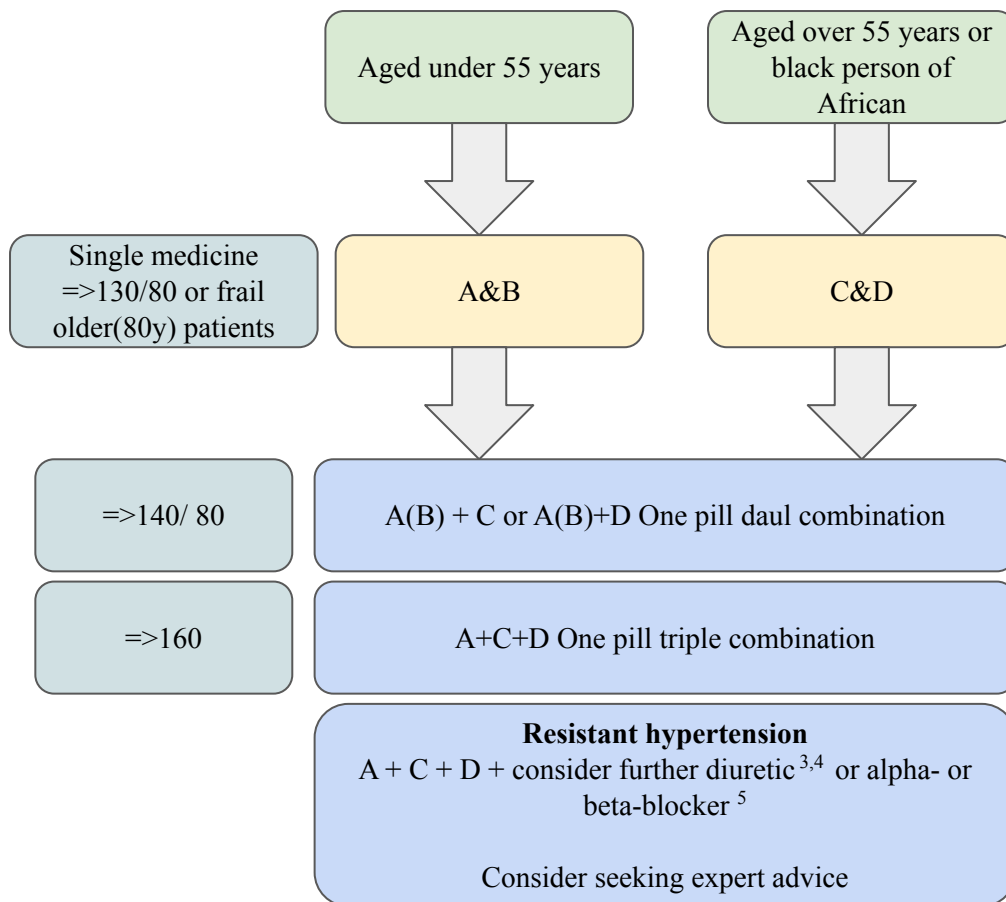 Aged under 55 years
Aged over 55 years or
black person of
African
Single medicine
=>130/80 or frail
older(80y) patients
A&B
C&D
=>140/ 80
A(B) + C or A(B)+D One pill daul combination
=>160
A+C+D One pill triple combination
Resistant hypertension
A + C + D + consider further diuretic 3,4 or alpha- or
beta-blocker 5
Consider seeking expert advice